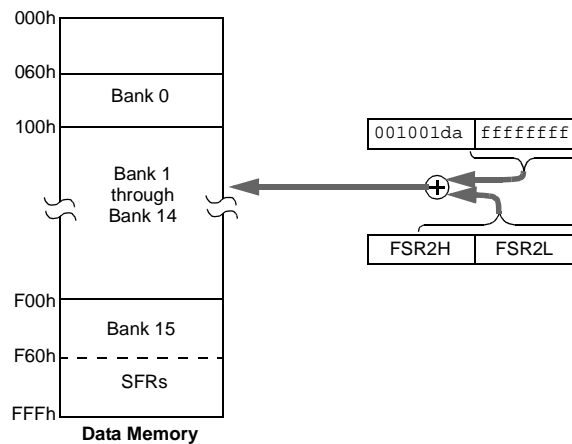 000h
060h
Bank 0
100h
001001da ffffffff
Bank 1
through
Bank 14
FSR2H FSR2L
F00h
Bank 15
F60h
SFRs
FFFh
Data Memory